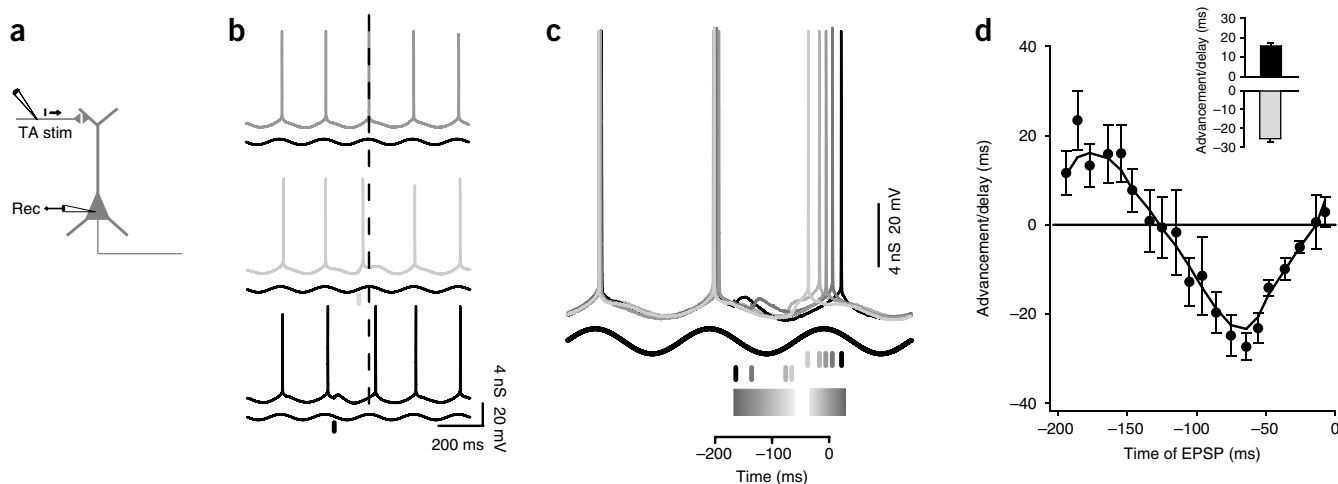 a
TA stim
Rec
b
4 nS 20 mV
200 ms
c
4 nS 20 mV
–200 –100 0
Time (ms)
d
Advancement/delay (ms)
40
20
0
–20
–40
–200 –150 –100 –50 0
Time of EPSP (ms)
Advancement/delay (ms)
30
20
10
0
0
–10
–20
–30